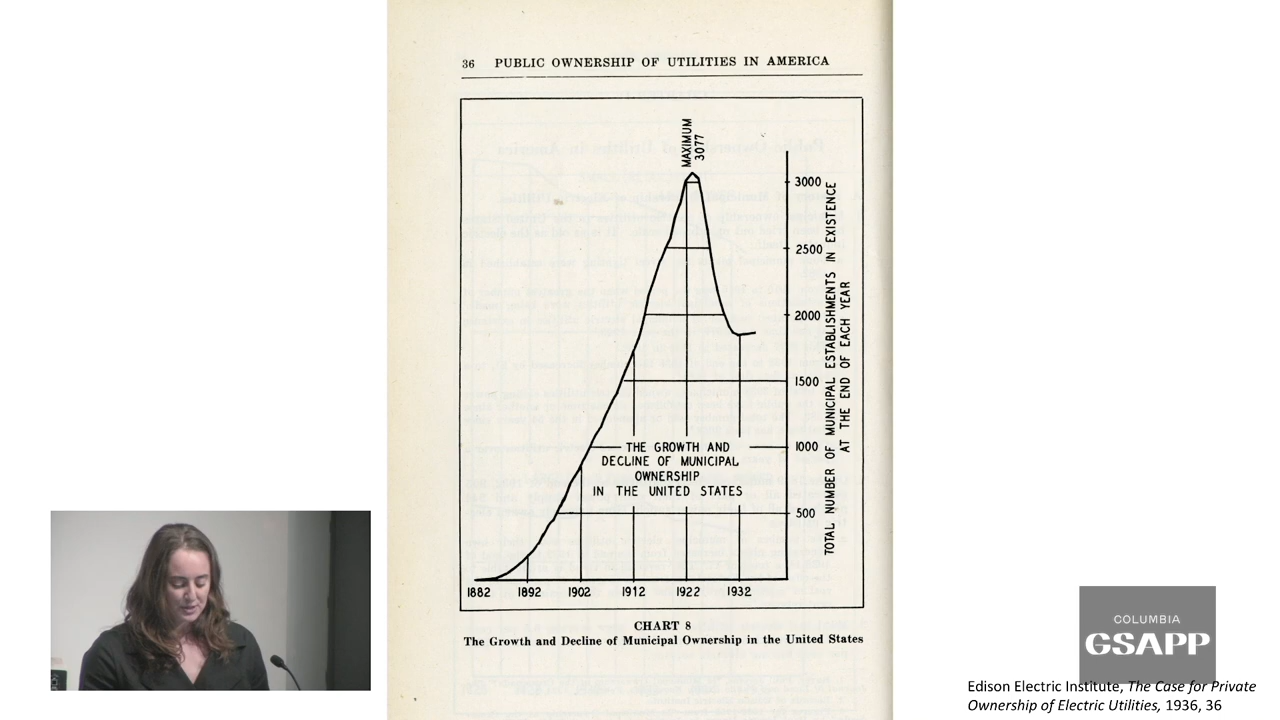 36 PUBLIC OWNERSHIP OF UTILITIES IN AMERICA
MAXIMUM
3077
3000
2500
2000
1500
1000
500
TOTAL NUMBER OF MUNICIPAL ESTABLISHMENTS IN EXISTENCE
AT THE END OF EACH YEAR
THE GROWTH AND
DECLINE OF MUNICIPAL
OWNERSHIP
IN THE UNITED STATES
1882 1892 1902 1912 1922 1932
CHART 8
The Growth and Decline of Municipal Ownership in the United States
COLUMBIA
GSAPP
Edison Electric Institute, The Case for Private
Ownership of Electric Utilities, 1936, 36